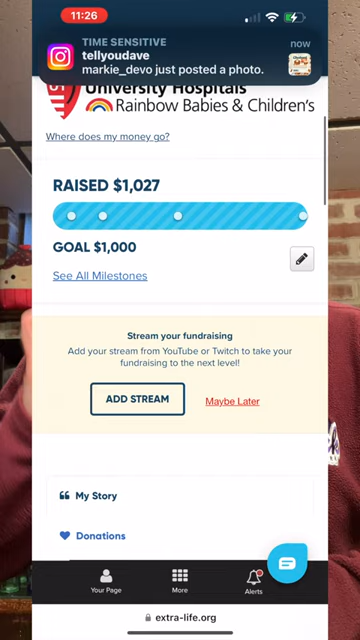 11:26
TIME SENSITIVE
now
tellyoudave
markie_devo just posted a photo.
University Hospitals
Rainbow Babies & Children's
Where does my money go?
RAISED $1,027
GOAL $1,000
See All Milestones
Stream your fundraising
Add your stream from YouTube or Twitch to take your
fundraising to the next level!
ADD STREAM
Maybe Later
My Story
Donations
Your Page
More
Alerts
extra-life.org